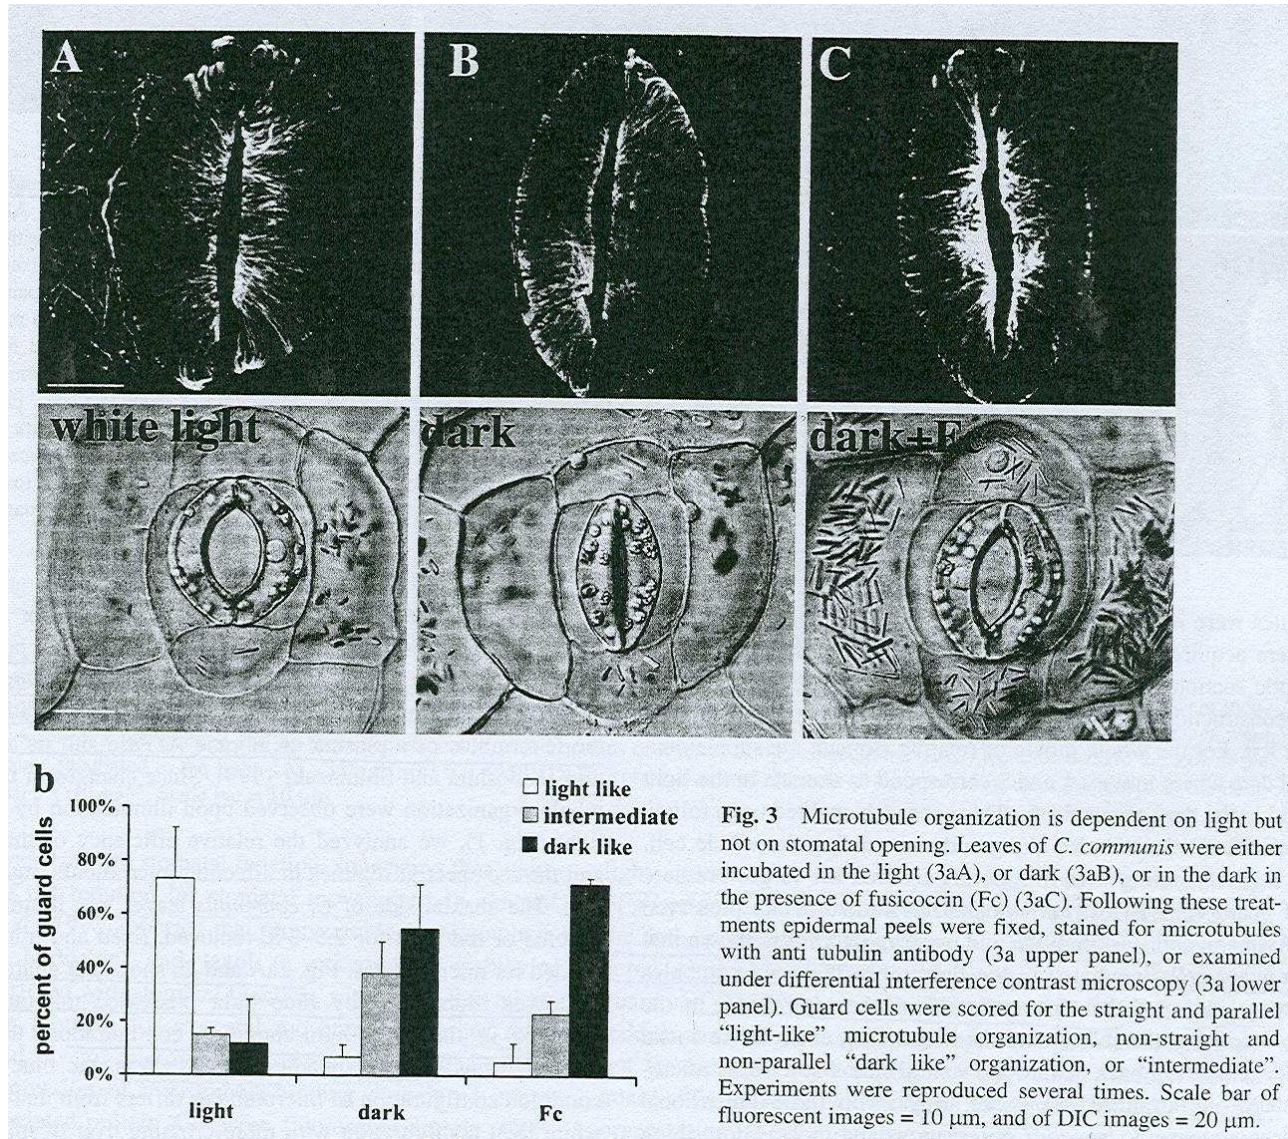 A
B
C
white light
dark
dark+Fc
b
light like
intermediate
dark like
100%
80%
60%
40%
20%
0%
percent of guard cells
light
dark
Fc
Fig. 3 Microtubule organization is dependent on light but
not on stomatal opening. Leaves of C. communis were either
incubated in the light (3aA), or dark (3aB), or in the dark in
the presence of fusicoccin (Fc) (3aC). Following these treat-
ments epidermal peels were fixed, stained for microtubules
with anti tubulin antibody (3a upper panel), or examined
under differential interference contrast microscopy (3a lower
panel). Guard cells were scored for the straight and parallel
“light-like” microtubule organization, non-straight and
non-parallel “dark like” organization, or “intermediate”.
Experiments were reproduced several times. Scale bar of
fluorescent images = 10 μm, and of DIC images = 20 μm.